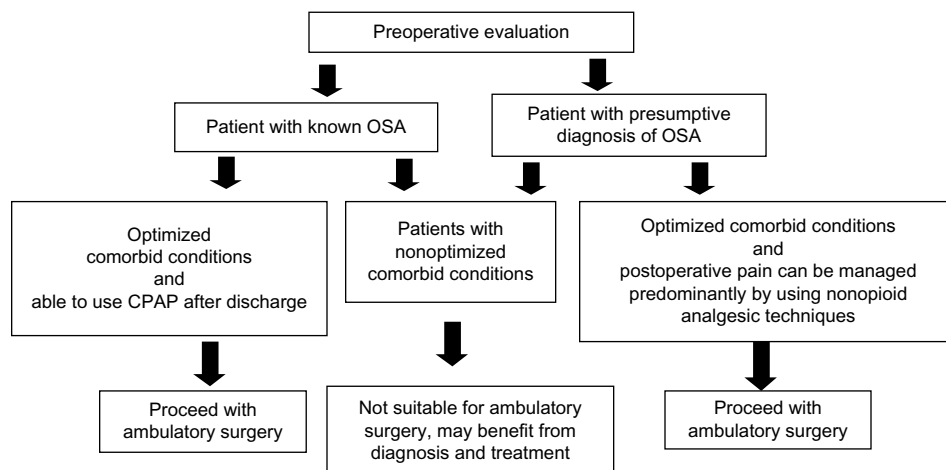 Preoperative evaluation
Patient with known OSA
Patient with presumptive
diagnosis of OSA
Optimized
comorbid conditions
and
able to use CPAP after discharge
Patients with
nonoptimized
comorbid conditions
Optimized comorbid conditions
and
postoperative pain can be managed
predominantly by using nonopioid
analgesic techniques
Proceed with
ambulatory surgery
Not suitable for ambulatory
surgery, may benefit from
diagnosis and treatment
Proceed with
ambulatory surgery